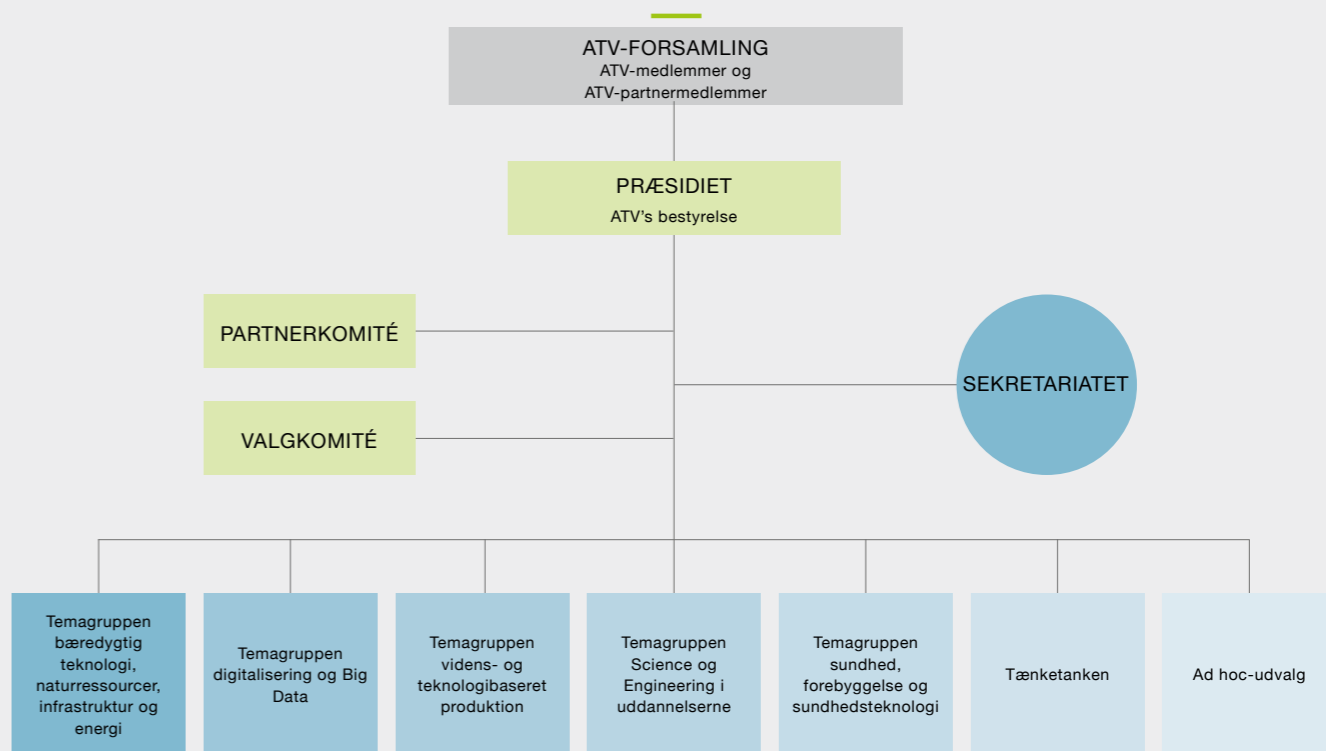 ATV-FORSAMLING
ATV-medlemmer og
ATV-partnermedlemmer
PRÆSIDIET
ATV's bestyrelse
PARTNERKOMITÉ
SEKRETARIATET
VALGKOMITÉ
Temagruppen
bæredygtig
teknologi,
naturressourcer,
infrastruktur og
energi
Temagruppen
digitalisering og Big
Data
Temagruppen
videns- og
teknologibaseret
produktion
Temagruppen
Science og
Engineering i
uddannelserne
Temagruppen
sundhed,
forebyggelse og
sundhedsteknologi
Tænketanken
Ad hoc-udvalg